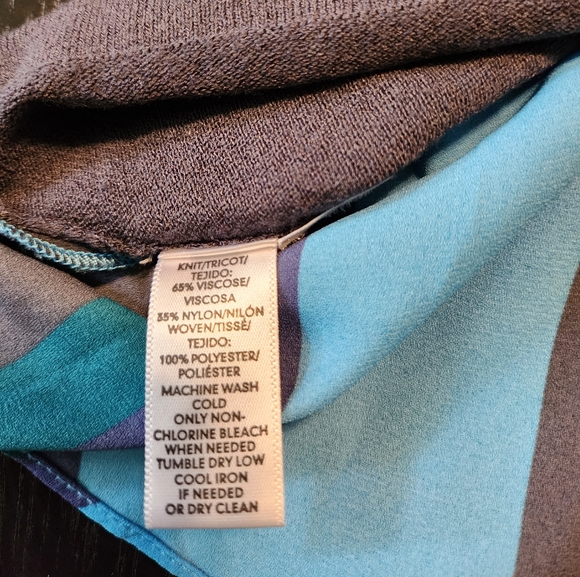 KNIT/TRICOT/
TEJIDO:
65% VISCOSE/
VISCOSA
35% NYLON/NILÓN
WOVEN/TISSÉ/
TEJIDO:
100% POLYESTER/
POLIÉSTER
MACHINE WASH
COLD
ONLY NON-
CHLORINE BLEACH
WHEN NEEDED
TUMBLE DRY LOW
COOL IRON
IF NEEDED
OR DRY CLEAN